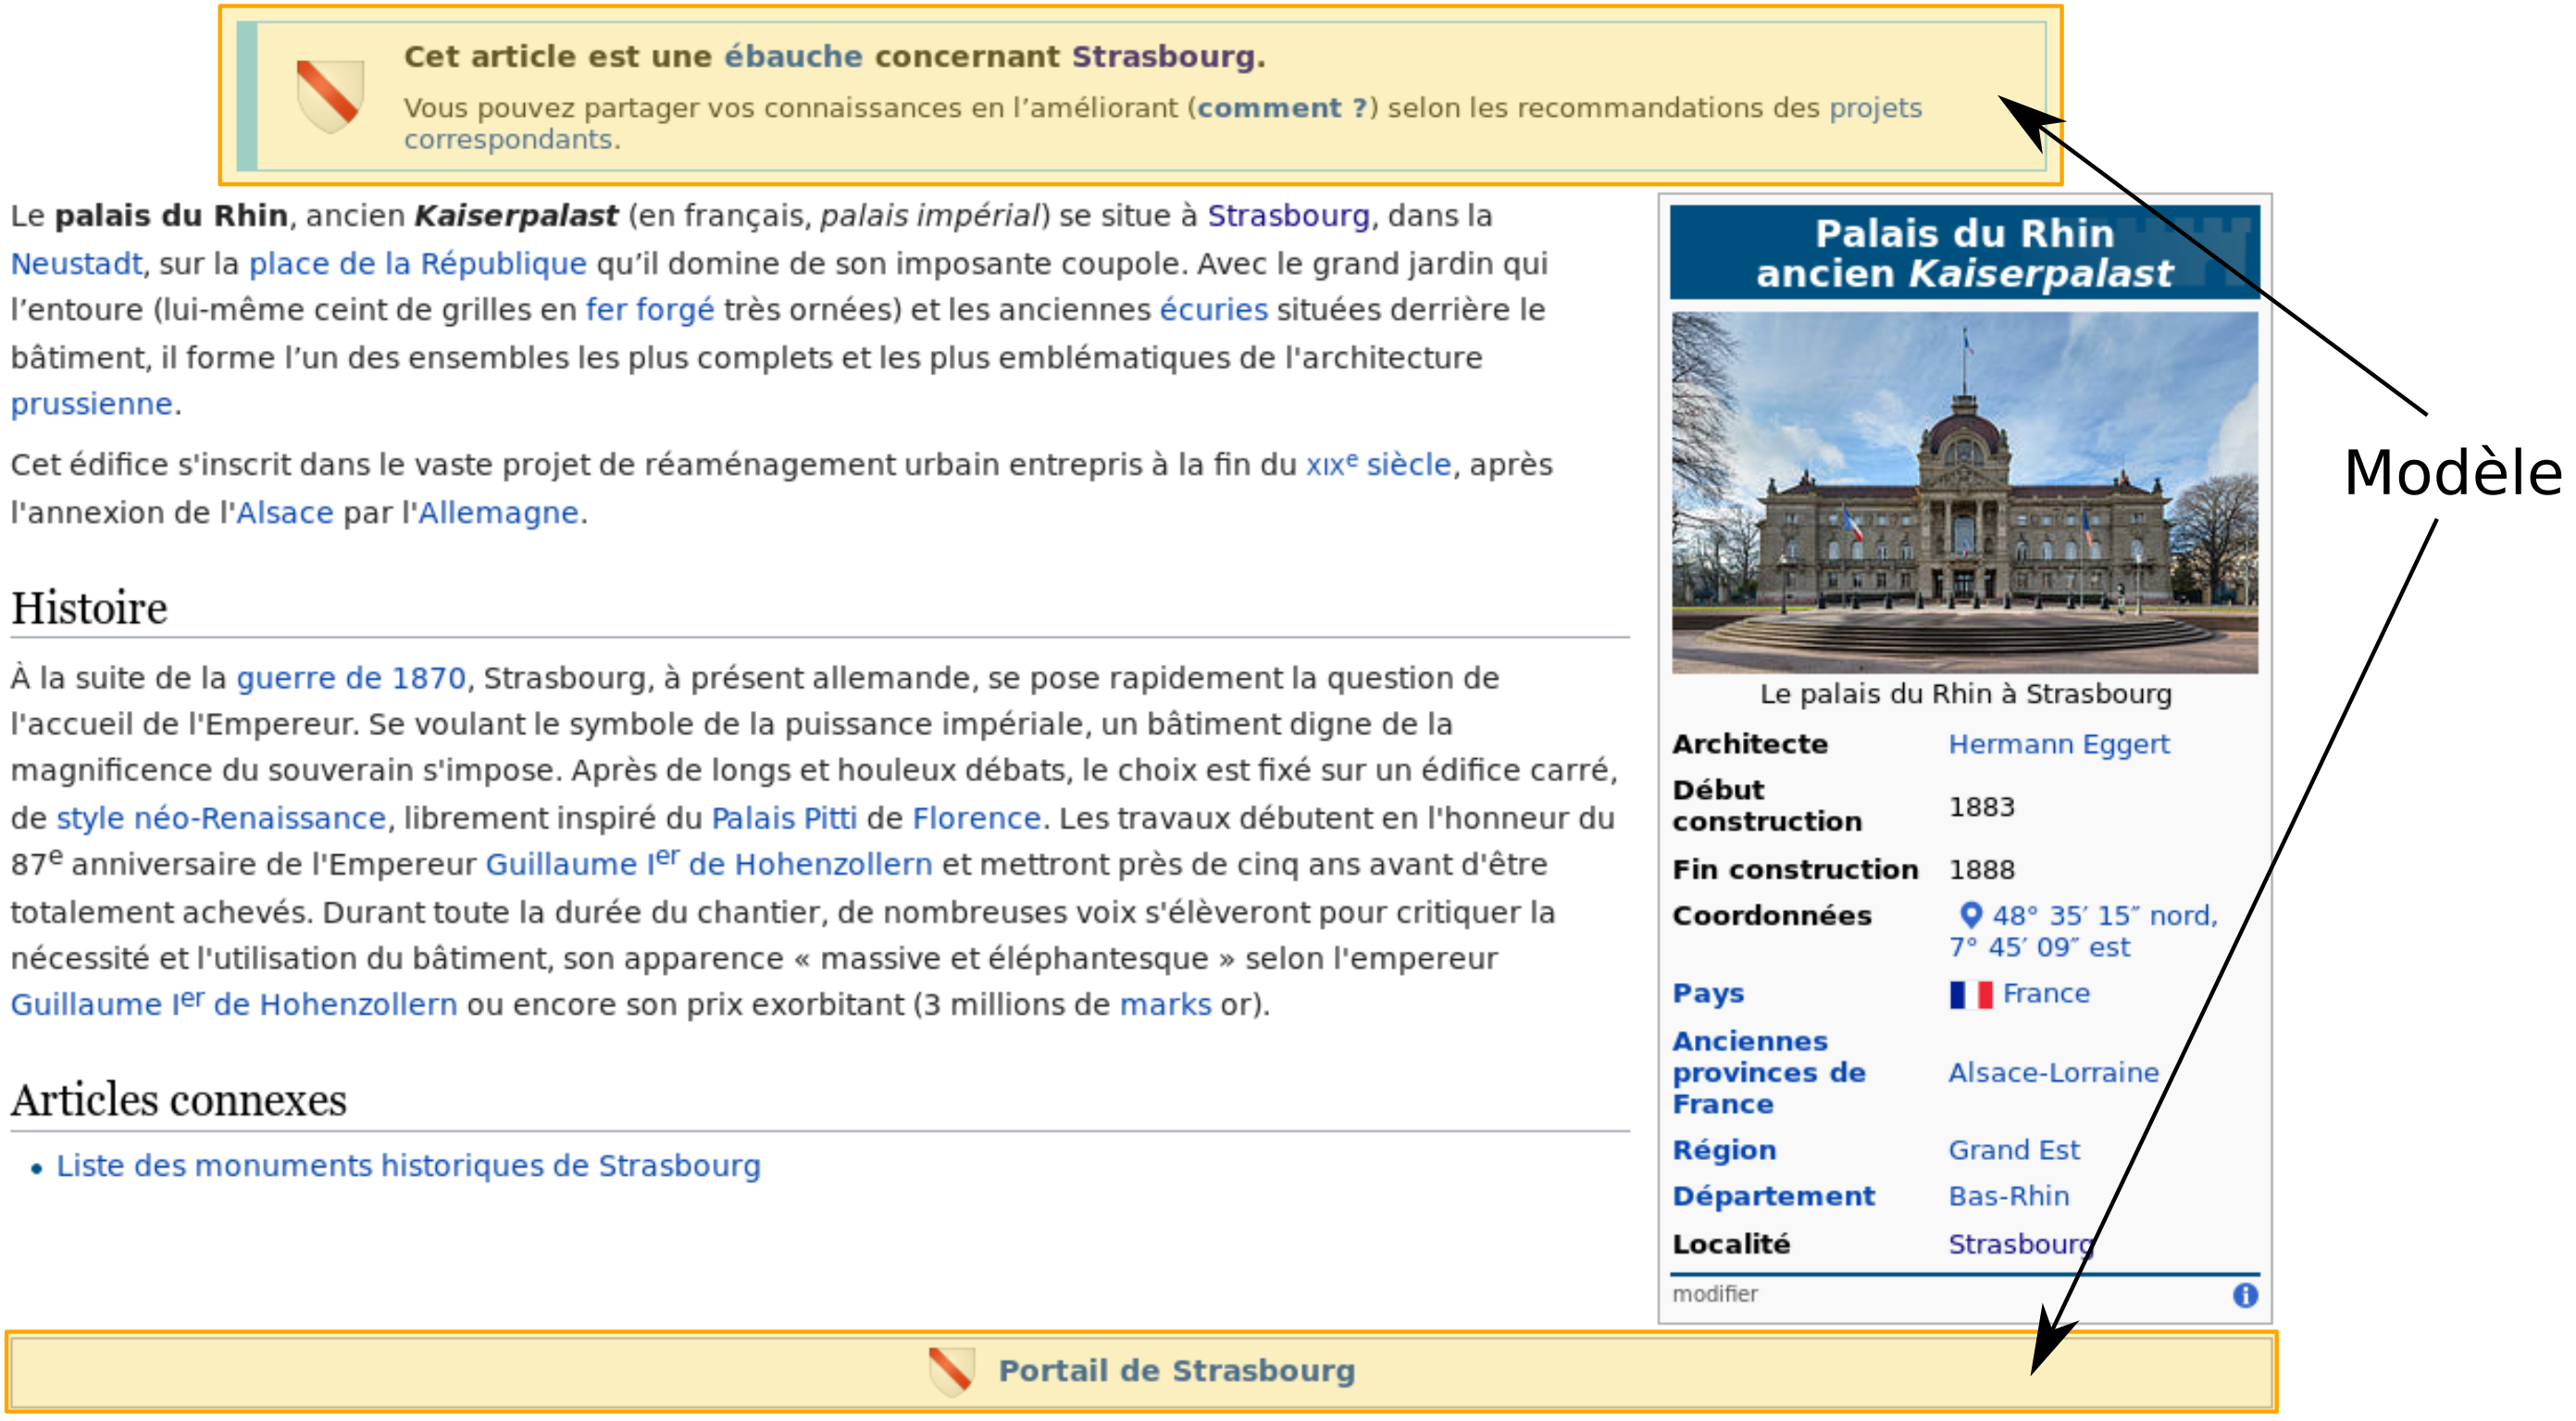 Cet article est une ébauche concernant Strasbourg.
Vous pouvez partager vos connaissances en l’améliorant (comment ?) selon les recommandations des projets
correspondants.
Le palais du Rhin, ancien Kaiserpalast (en français, palais impérial) se situe à Strasbourg, dans la
Neustadt, sur la place de la République qu’il domine de son imposante coupole. Avec le grand jardin qui
l’entoure (lui-même ceint de grilles en fer forgé très ornées) et les anciennes écuries situées derrière le
bâtiment, il forme l’un des ensembles les plus complets et les plus emblématiques de l'architecture
prussienne.
Cet édifice s'inscrit dans le vaste projet de réaménagement urbain entrepris à la fin du XIXe siècle, après
l'annexion de l'Alsace par l'Allemagne.
Histoire
À la suite de la guerre de 1870, Strasbourg, à présent allemande, se pose rapidement la question de
l'accueil de l'Empereur. Se voulant le symbole de la puissance impériale, un bâtiment digne de la
magnificence du souverain s'impose. Après de longs et houleux débats, le choix est fixé sur un édifice carré,
de style néo-Renaissance, librement inspiré du Palais Pitti de Florence. Les travaux débutent en l'honneur du
87e anniversaire de l'Empereur Guillaume Ier de Hohenzollern et mettront près de cinq ans avant d'être
totalement achevés. Durant toute la durée du chantier, de nombreuses voix s'élèveront pour critiquer la
nécessité et l'utilisation du bâtiment, son apparence « massive et éléphantesque » selon l'empereur
Guillaume Ier de Hohenzollern ou encore son prix exorbitant (3 millions de marks or).
Articles connexes
• Liste des monuments historiques de Strasbourg
Palais du Rhin
ancien Kaiserpalast
Le palais du Rhin à Strasbourg
Architecte Hermann Eggert
Début
construction 1883
Fin construction 1888
Coordonnées 48° 35′ 15″ nord,
7° 45′ 09″ est
Pays France
Anciennes
provinces de Alsace-Lorraine
France
Région Grand Est
Département Bas-Rhin
Localité Strasbourg
modifier i
Modèle
Portail de Strasbourg